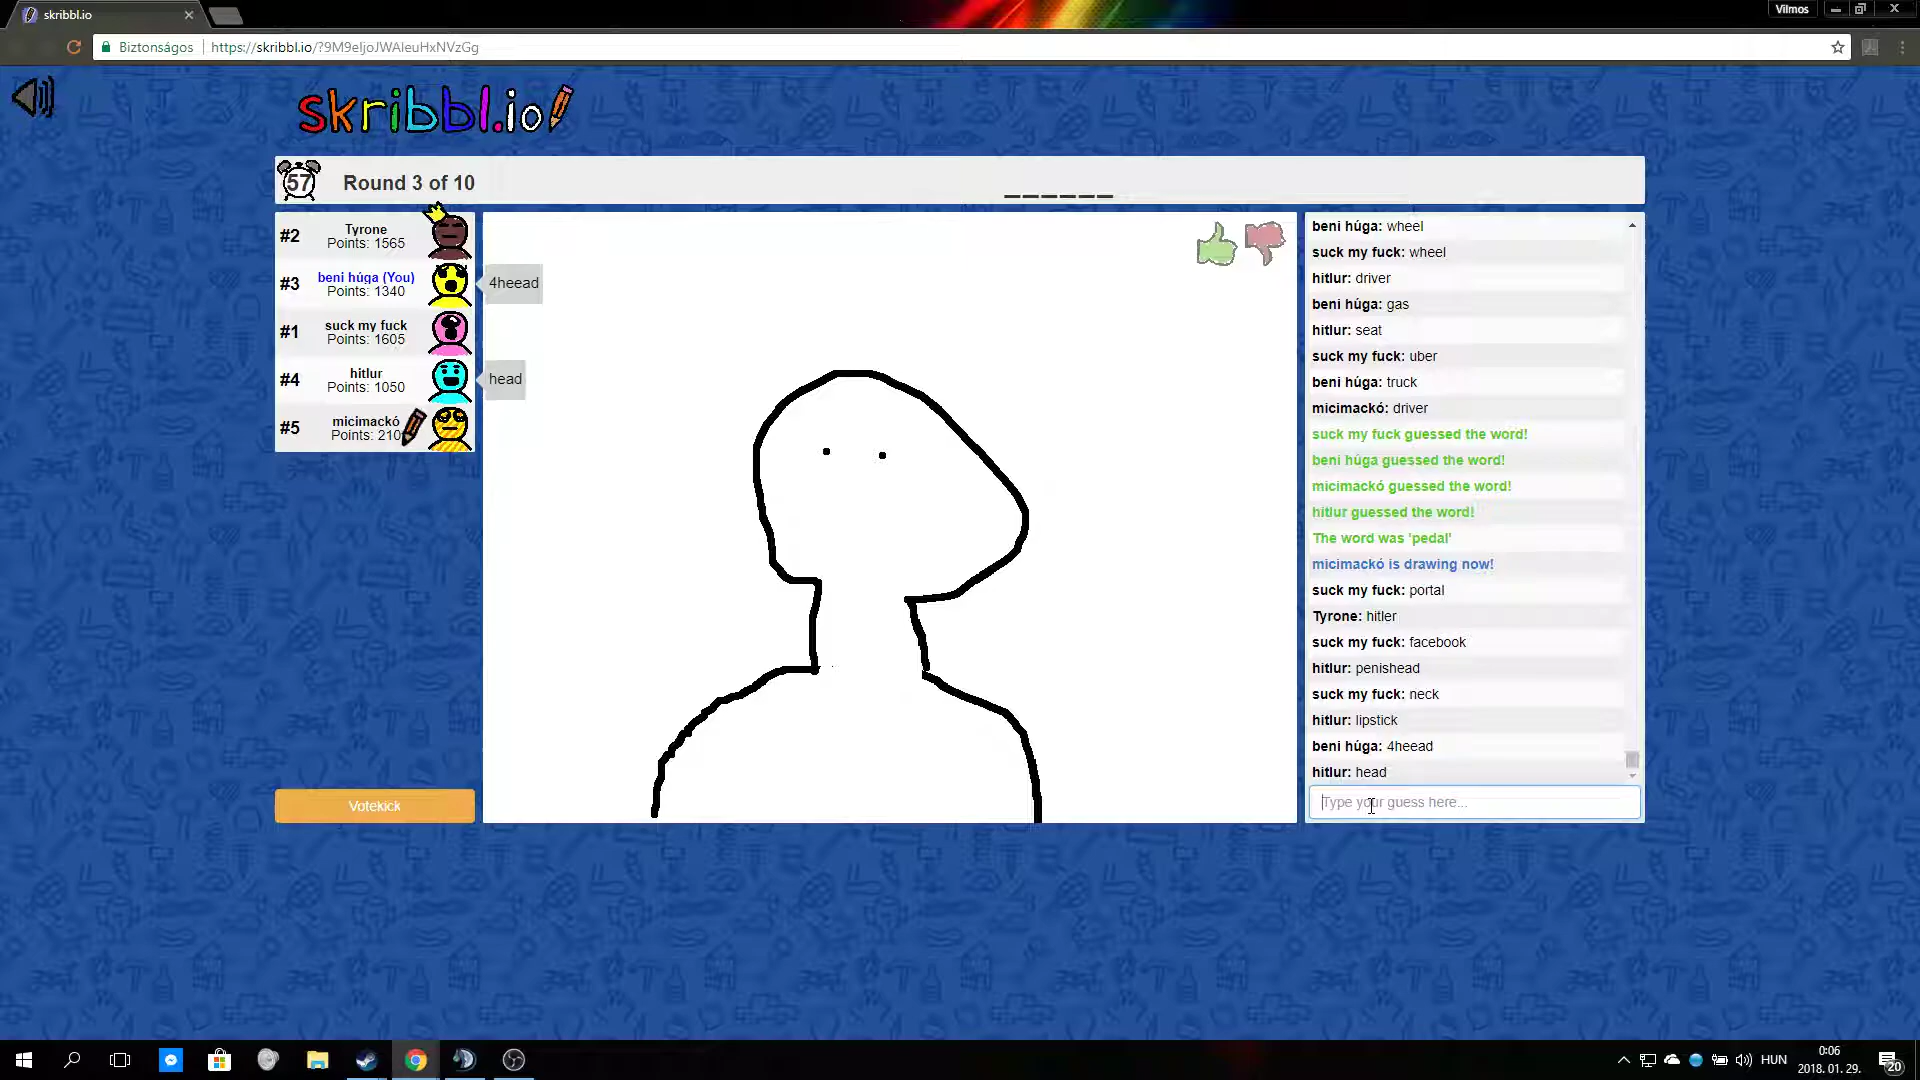 skribbl.io
Vilmos
Biztonságos
https://skribbl.io/?9M9eljoJWAleuHxNVzGg
skribbl.io
57
Round 3 of 10
______
#2
Tyrone
Points: 1565
#3
beni húga (You)
Points: 1340
4heead
#1
suck my fuck
Points: 1605
#4
hitlur
Points: 1050
head
#5
micimackó
Points: 210
Votekick
beni húga: wheel
suck my fuck: wheel
hitlur: driver
beni húga: gas
hitlur: seat
suck my fuck: uber
beni húga: truck
micimackó: driver
suck my fuck guessed the word!
beni húga guessed the word!
micimackó guessed the word!
hitlur guessed the word!
The word was 'pedal'
micimackó is drawing now!
suck my fuck: portal
Tyrone: hitler
suck my fuck: facebook
hitlur: penishead
suck my fuck: neck
hitlur: lipstick
beni húga: 4heead
hitlur: head
Type your guess here...
HUN
0:06
2018. 01. 29.
20